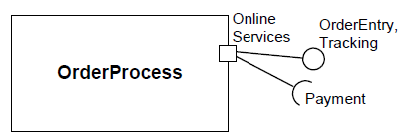 Online
Services
OrderEntry,
Tracking
OrderProcess
Payment